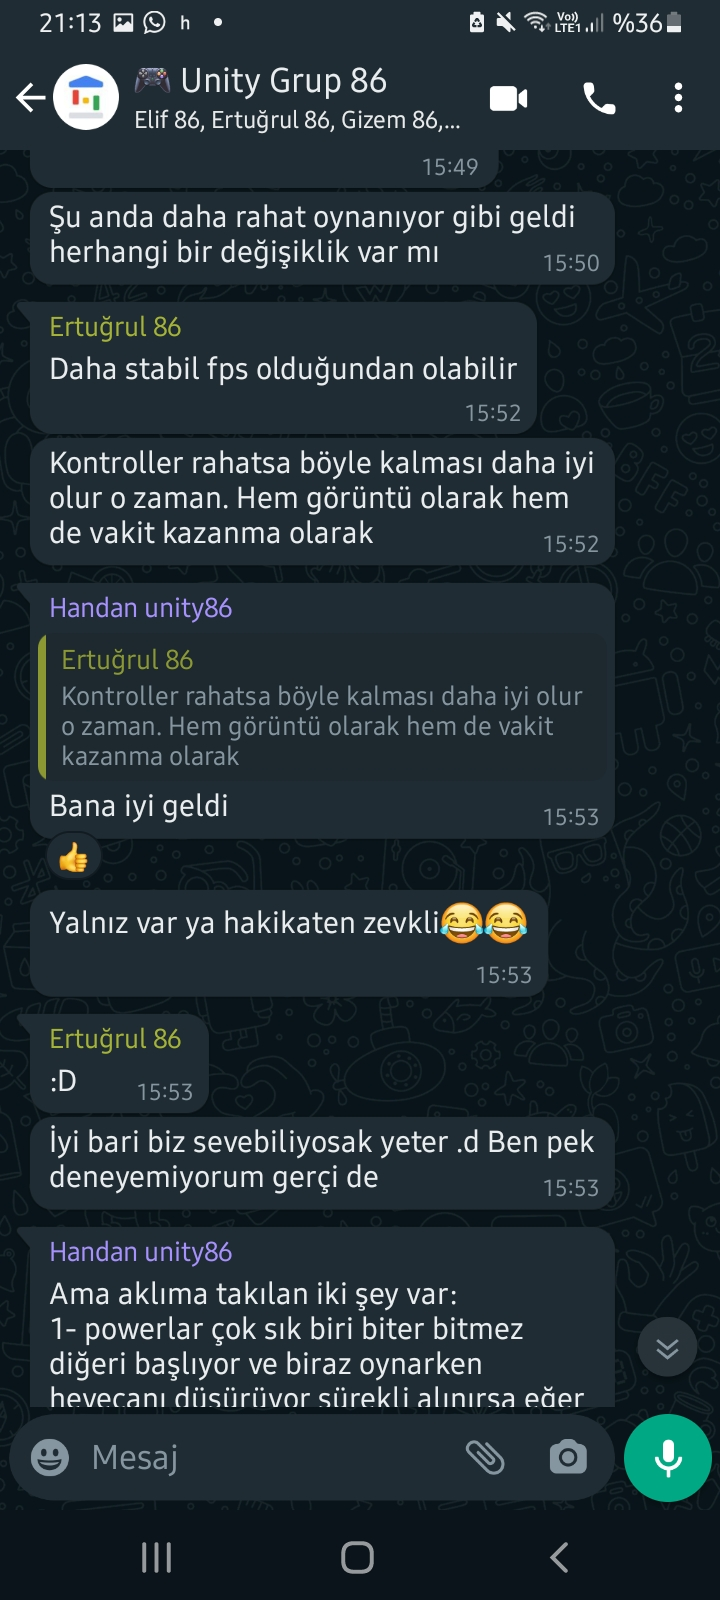 21:13 h %36
Vo)) LTE1
🎮 Unity Grup 86
Elif 86, Ertuğrul 86, Gizem 86,...
15:49
Şu anda daha rahat oynanıyor gibi geldi
herhangi bir değişiklik var mı
15:50
Ertuğrul 86
Daha stabil fps olduğundan olabilir
15:52
Kontroller rahatsa böyle kalması daha iyi
olur o zaman. Hem görüntü olarak hem
de vakit kazanma olarak
15:52
Handan unity86
Ertuğrul 86
Kontroller rahatsa böyle kalması daha iyi olur
o zaman. Hem görüntü olarak hem de vakit
kazanma olarak
Bana iyi geldi
15:53
👍
Yalnız var ya hakikaten zevkli😂😂
15:53
Ertuğrul 86
:D
15:53
İyi bari biz sevebiliyosak yeter .d Ben pek
deneyemiyorum gerçi de
15:53
Handan unity86
Ama aklıma takılan iki şey var:
1- powerlar çok sık biri biter bitmez
diğeri başlıyor ve biraz oynarken
heyecanı düşürüyor sürekli alınırsa eğer
Mesaj